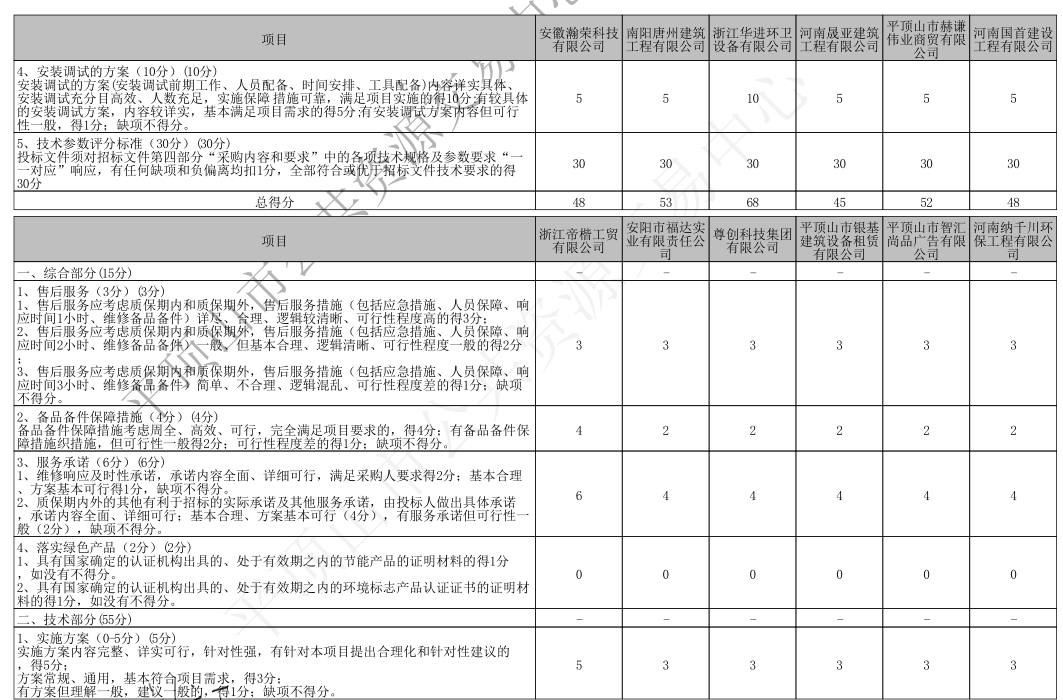 项目
安徽瀚荣科技有限公司
南阳唐州建筑工程有限公司
浙江华进环卫设备有限公司
河南晟亚建筑工程有限公司
平顶山市赫谦伟业商贸有限公司
河南国首建设工程有限公司
4、安装调试的方案（10分）(10分)
安装调试的方案(安装调试前期工作、人员配备、时间安排、工具配备)内容详实具体、
安装调试充分且高效、人数充足，实施保障措施可靠，满足项目实施的得10分;有较具体
的安装调试方案，内容较详实，基本满足项目需求的得5分;有安装调试方案内容但可行
性一般，得1分；缺项不得分。
5 5 10 5 5 5
5、技术参数评分标准（30分）(30分)
投标文件须对招标文件第四部分“采购内容和要求”中的各项技术规格及参数要求“一
一对应”响应，有任何缺项和负偏离均扣1分，全部符合或优于招标文件技术要求的得
30分
30 30 30 30 30 30
总得分 48 53 68 45 52 48
项目
浙江帝楷工贸有限公司
安阳市福达实业有限责任公司
尊创科技集团有限公司
平顶山市银基建筑设备租赁有限公司
平顶山市智汇尚品广告有限公司
河南纳千川环保工程有限公司
一、综合部分(15分) - - - - - -
1、售后服务（3分）(3分)
1、售后服务应考虑质保期内和质保期外，售后服务措施（包括应急措施、人员保障、响
应时间1小时、维修备品备件）详尽、合理、逻辑较清晰、可行性程度高的得3分；
2、售后服务应考虑质保期内和质保期外，售后服务措施（包括应急措施、人员保障、响
应时间2小时、维修备品备件）一般，但基本合理、逻辑清晰、可行性程度一般的得2分
；
3、售后服务应考虑质保期内和质保期外，售后服务措施（包括应急措施、人员保障、响
应时间3小时、维修备品备件）简单、不合理、逻辑混乱、可行性程度差的得1分；缺项
不得分。
3 3 3 3 3 3
2、备品备件保障措施（4分）(4分)
备品备件保障措施考虑周全、高效、可行，完全满足项目要求的，得4分；有备品备件保
障措施织措施，但可行性一般得2分；可行性程度差的得1分；缺项不得分。
4 2 2 2 2 2
3、服务承诺（6分）(6分)
1、维修响应及时性承诺，承诺内容全面、详细可行，满足采购人要求得2分；基本合理
、方案基本可行得1分，缺项不得分。
2、质保期内外的其他有利于招标的实际承诺及其他服务承诺，由投标人做出具体承诺
，承诺内容全面、详细可行；基本合理、方案基本可行（4分），有服务承诺但可行性一
般（2分），缺项不得分。
6 4 4 4 4 4
4、落实绿色产品（2分）(2分)
1、具有国家确定的认证机构出具的、处于有效期之内的节能产品的证明材料的得1分
，如没有不得分。
2、具有国家确定的认证机构出具的、处于有效期之内的环境标志产品认证证书的证明材
料的得1分，如没有不得分。
0 0 0 0 0 0
二、技术部分(55分) - - - - - -
1、实施方案（0-5分）(5分)
实施方案内容完整、详实可行，针对性强，有针对本项目提出合理化和针对性建议的
，得5分；
方案常规、通用，基本符合项目需求，得3分；
有方案但理解一般，建议一般的，得1分；缺项不得分。
5 3 3 3 3 3
平顶山市公共资源交易中心
平顶山市公共资源交易中心